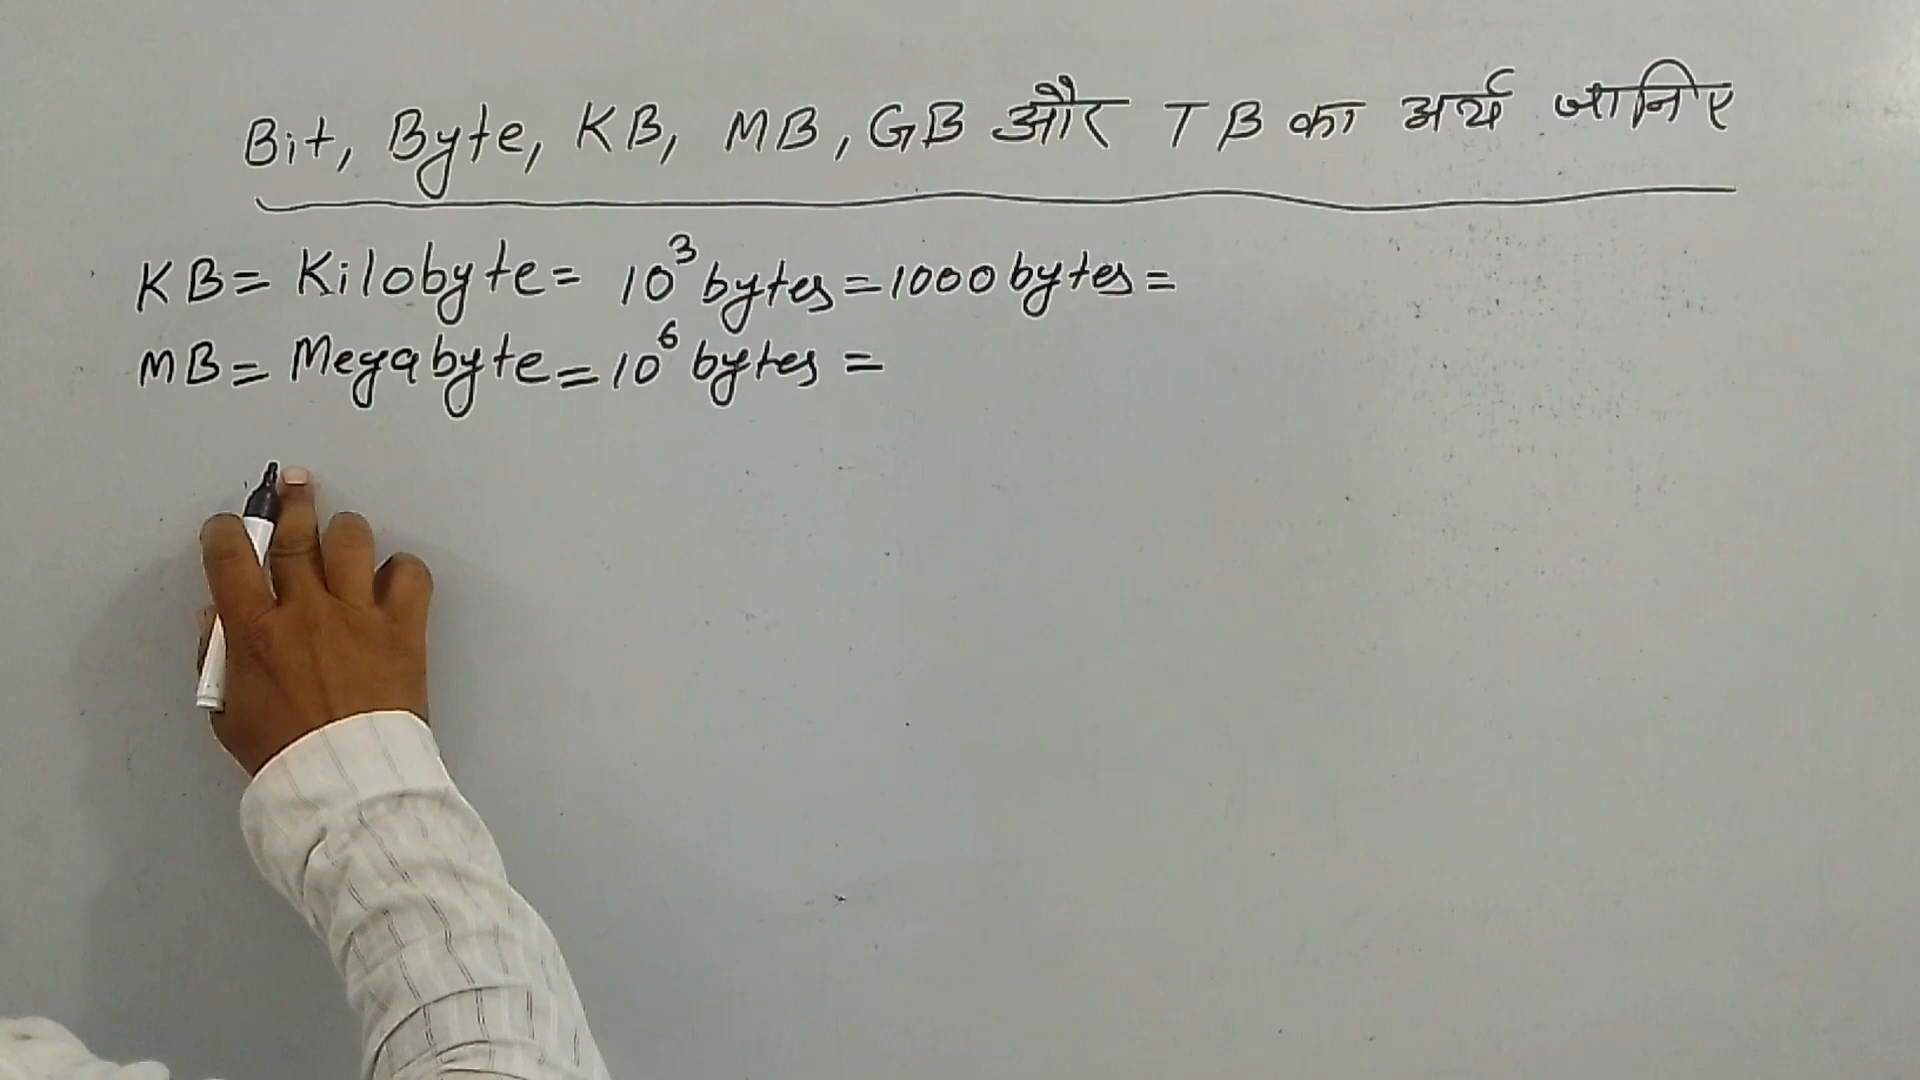 Bit, Byte, KB, MB, GB और TB का अर्थ जानिए
KB = Kilobyte = 10³ bytes = 1000 bytes =
MB = Megabyte = 10⁶ bytes =